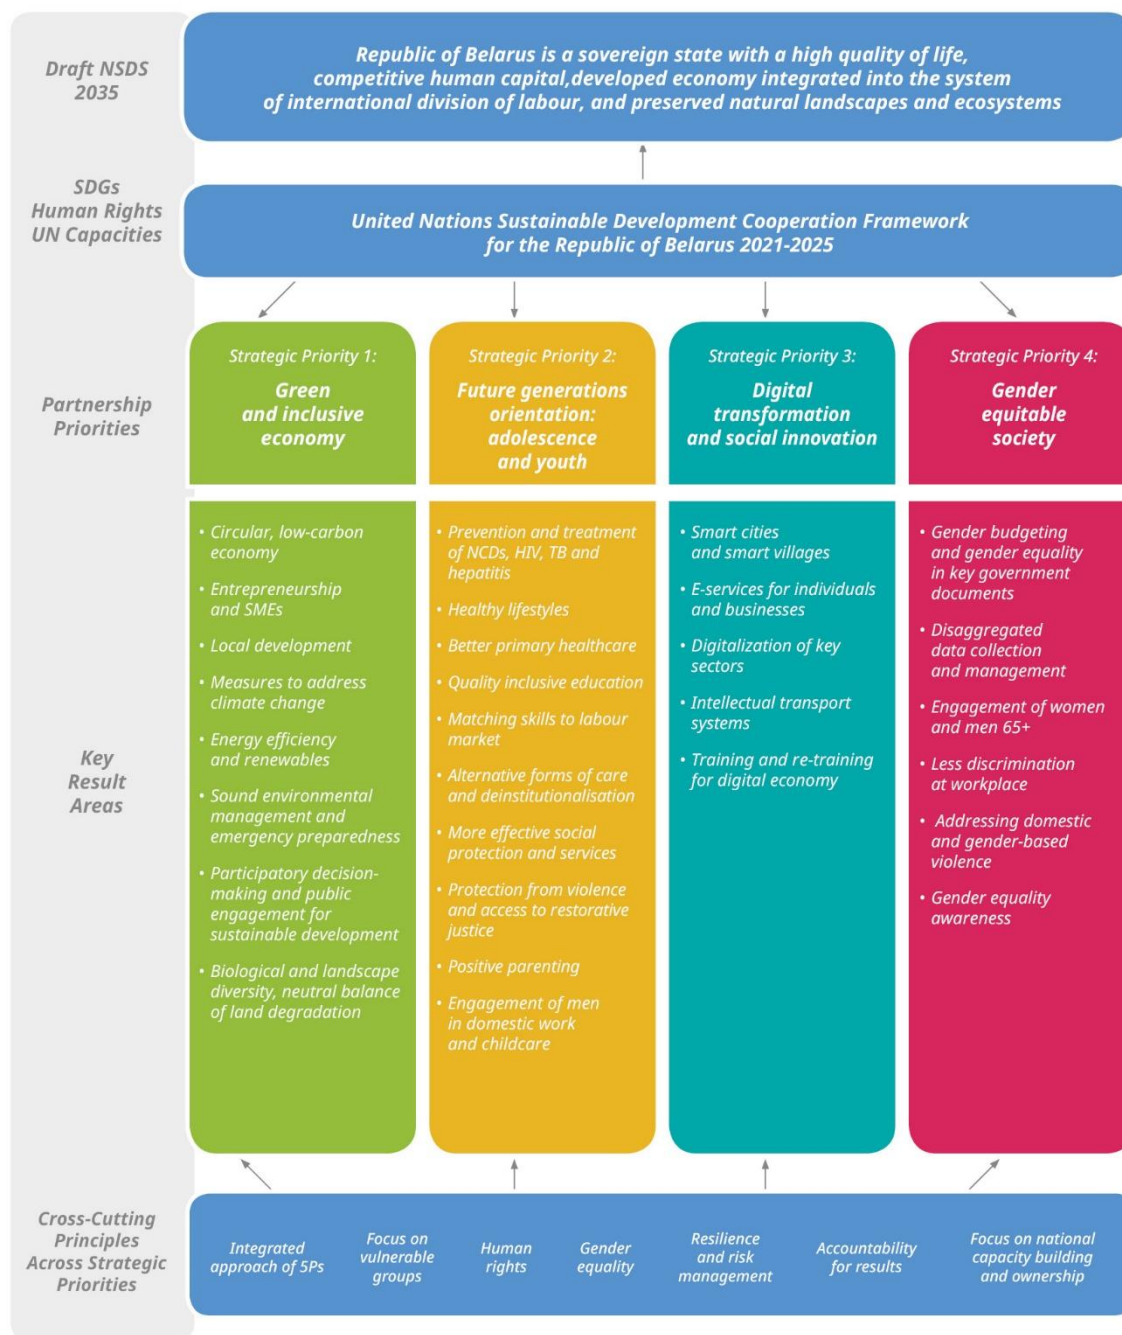 Draft NSDS
2035
Republic of Belarus is a sovereign state with a high quality of life,
competitive human capital,developed economy integrated into the system
of international division of labour, and preserved natural landscapes and ecosystems
SDGs
Human Rights
UN Capacities
United Nations Sustainable Development Cooperation Framework
for the Republic of Belarus 2021-2025
Partnership
Priorities
Strategic Priority 1:
Green
and inclusive
economy
Strategic Priority 2:
Future generations
orientation:
adolescence
and youth
Strategic Priority 3:
Digital
transformation
and social innovation
Strategic Priority 4:
Gender
equitable
society
Key
Result
Areas
• Circular, low-carbon
economy
• Entrepreneurship
and SMEs
• Local development
• Measures to address
climate change
• Energy efficiency
and renewables
• Sound environmental
management and
emergency preparedness
• Participatory decision-
making and public
engagement for
sustainable development
• Biological and landscape
diversity, neutral balance
of land degradation
• Prevention and treatment
of NCDs, HIV, TB and
hepatitis
• Healthy lifestyles
• Better primary healthcare
• Quality inclusive education
• Matching skills to labour
market
• Alternative forms of care
and deinstitutionalisation
• More effective social
protection and services
• Protection from violence
and access to restorative
justice
• Positive parenting
• Engagement of men
in domestic work
and childcare
• Smart cities
and smart villages
• E-services for individuals
and businesses
• Digitalization of key
sectors
• Intellectual transport
systems
• Training and re-training
for digital economy
• Gender budgeting
and gender equality
in key government
documents
• Disaggregated
data collection
and management
• Engagement of women
and men 65+
• Less discrimination
at workplace
• Addressing domestic
and gender-based
violence
• Gender equality
awareness
Cross-Cutting
Principles
Across Strategic
Priorities
Integrated
approach of 5Ps
Focus on
vulnerable
groups
Human
rights
Gender
equality
Resilience
and risk
management
Accountability
for results
Focus on national
capacity building
and ownership